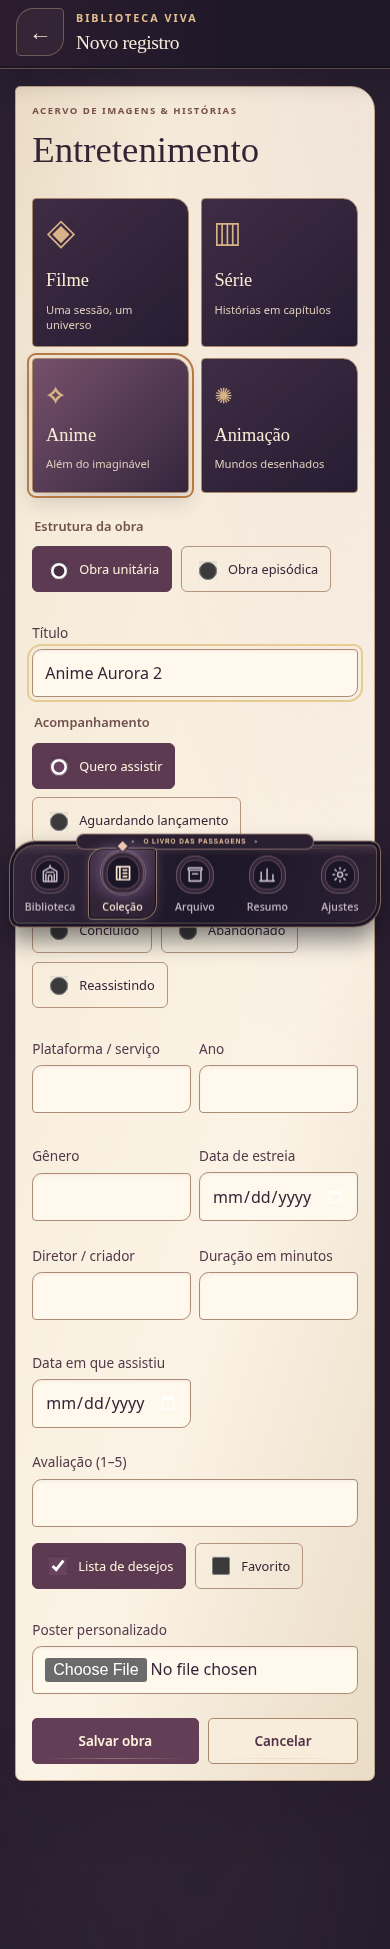 ←
BIBLIOTECA VIVA
Novo registro
ACERVO DE IMAGENS & HISTÓRIAS
Entretenimento
Filme
Uma sessão, um
universo
Série
Histórias em capítulos
Anime
Além do imaginável
Animação
Mundos desenhados
Estrutura da obra
Obra unitária
Obra episódica
Título
Anime Aurora 2
Acompanhamento
Quero assistir
Aguardando lançamento
O LIVRO DAS PASSAGENS
Biblioteca
Coleção
Arquivo
Resumo
Ajustes
Concluído
Abandonado
Reassistindo
Plataforma / serviço
Ano
Gênero
Data de estreia
mm/dd/yyyy
Diretor / criador
Duração em minutos
Data em que assistiu
mm/dd/yyyy
Avaliação (1–5)
Lista de desejos
Favorito
Poster personalizado
Choose File No file chosen
Salvar obra
Cancelar